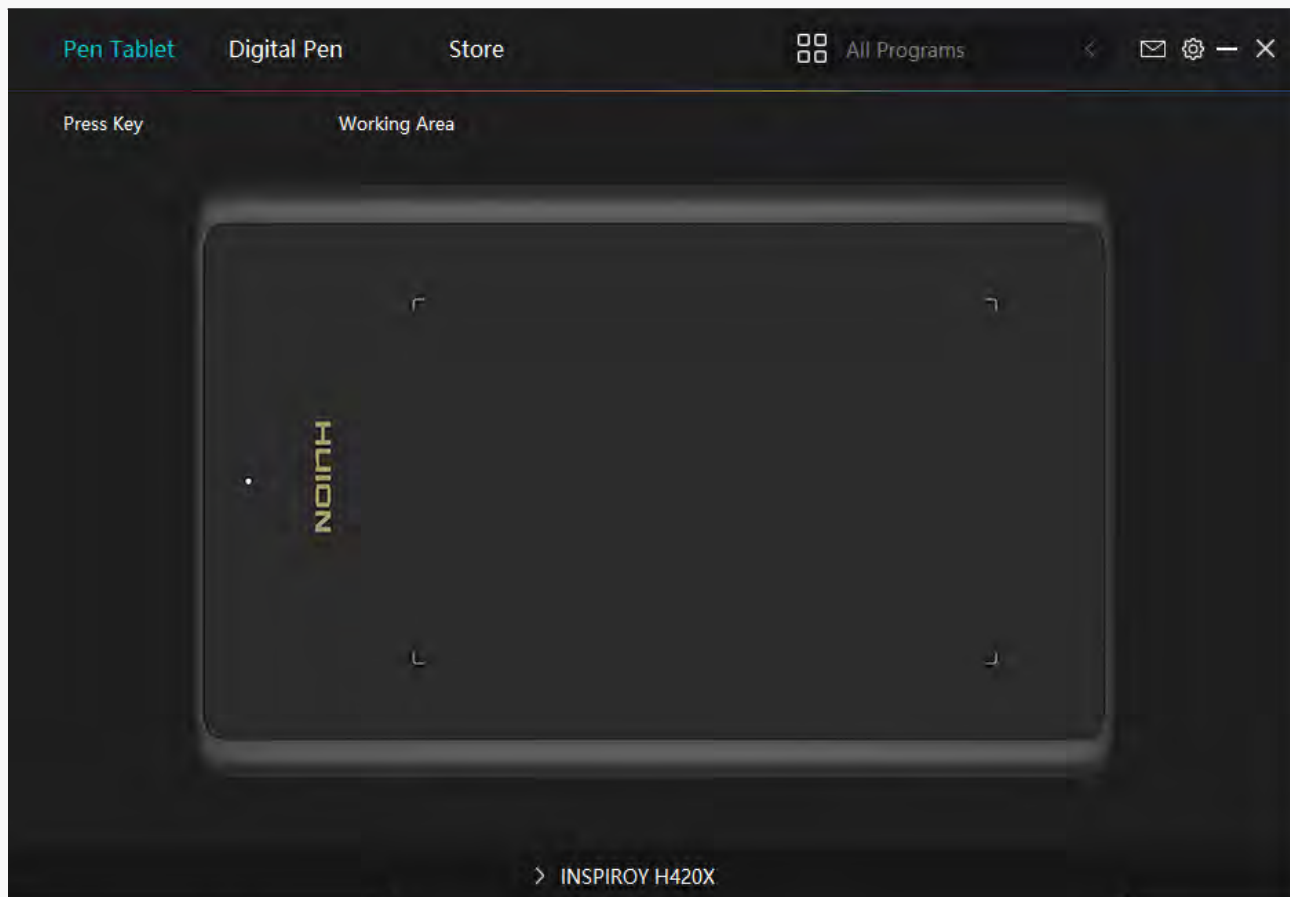 Pen Tablet Digital Pen Store All Programs
Press Key Working Area
HUION
INSPIROY H420X